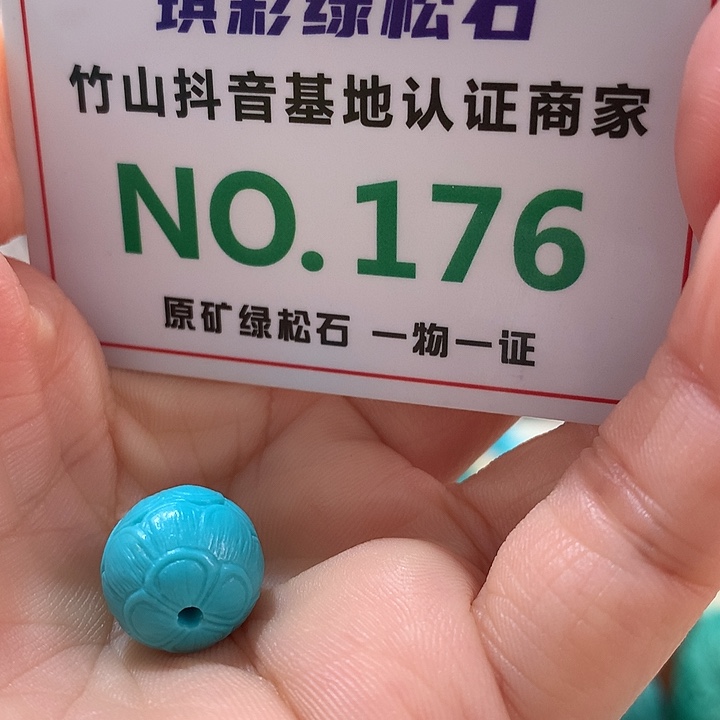 琪彩绿松石
竹山抖音基地认证商家
NO.176
原矿绿松石 一物一证